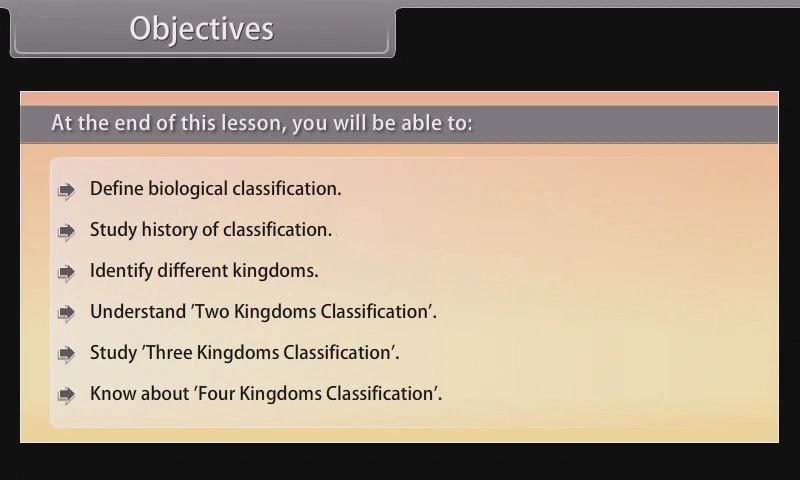 Objectives
At the end of this lesson, you will be able to:
Define biological classification.
Study history of classification.
Identify different kingdoms.
Understand ’Two Kingdoms Classification’.
Study ’Three Kingdoms Classification’.
Know about ’Four Kingdoms Classification’.